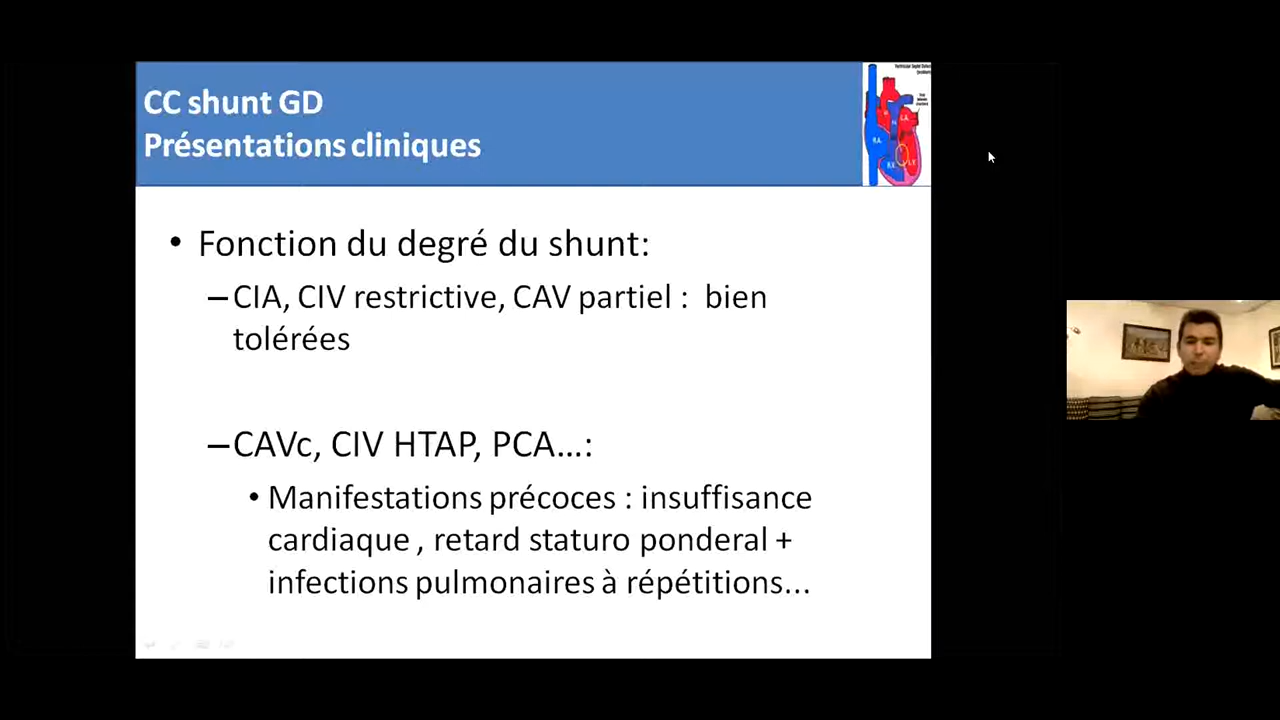 CC shunt GD
Présentations cliniques
• Fonction du degré du shunt:
–CIA, CIV restrictive, CAV partiel : bien
tolérées
–CAVc, CIV HTAP, PCA...:
• Manifestations précoces : insuffisance
cardiaque , retard staturo ponderal +
infections pulmonaires à répétitions...